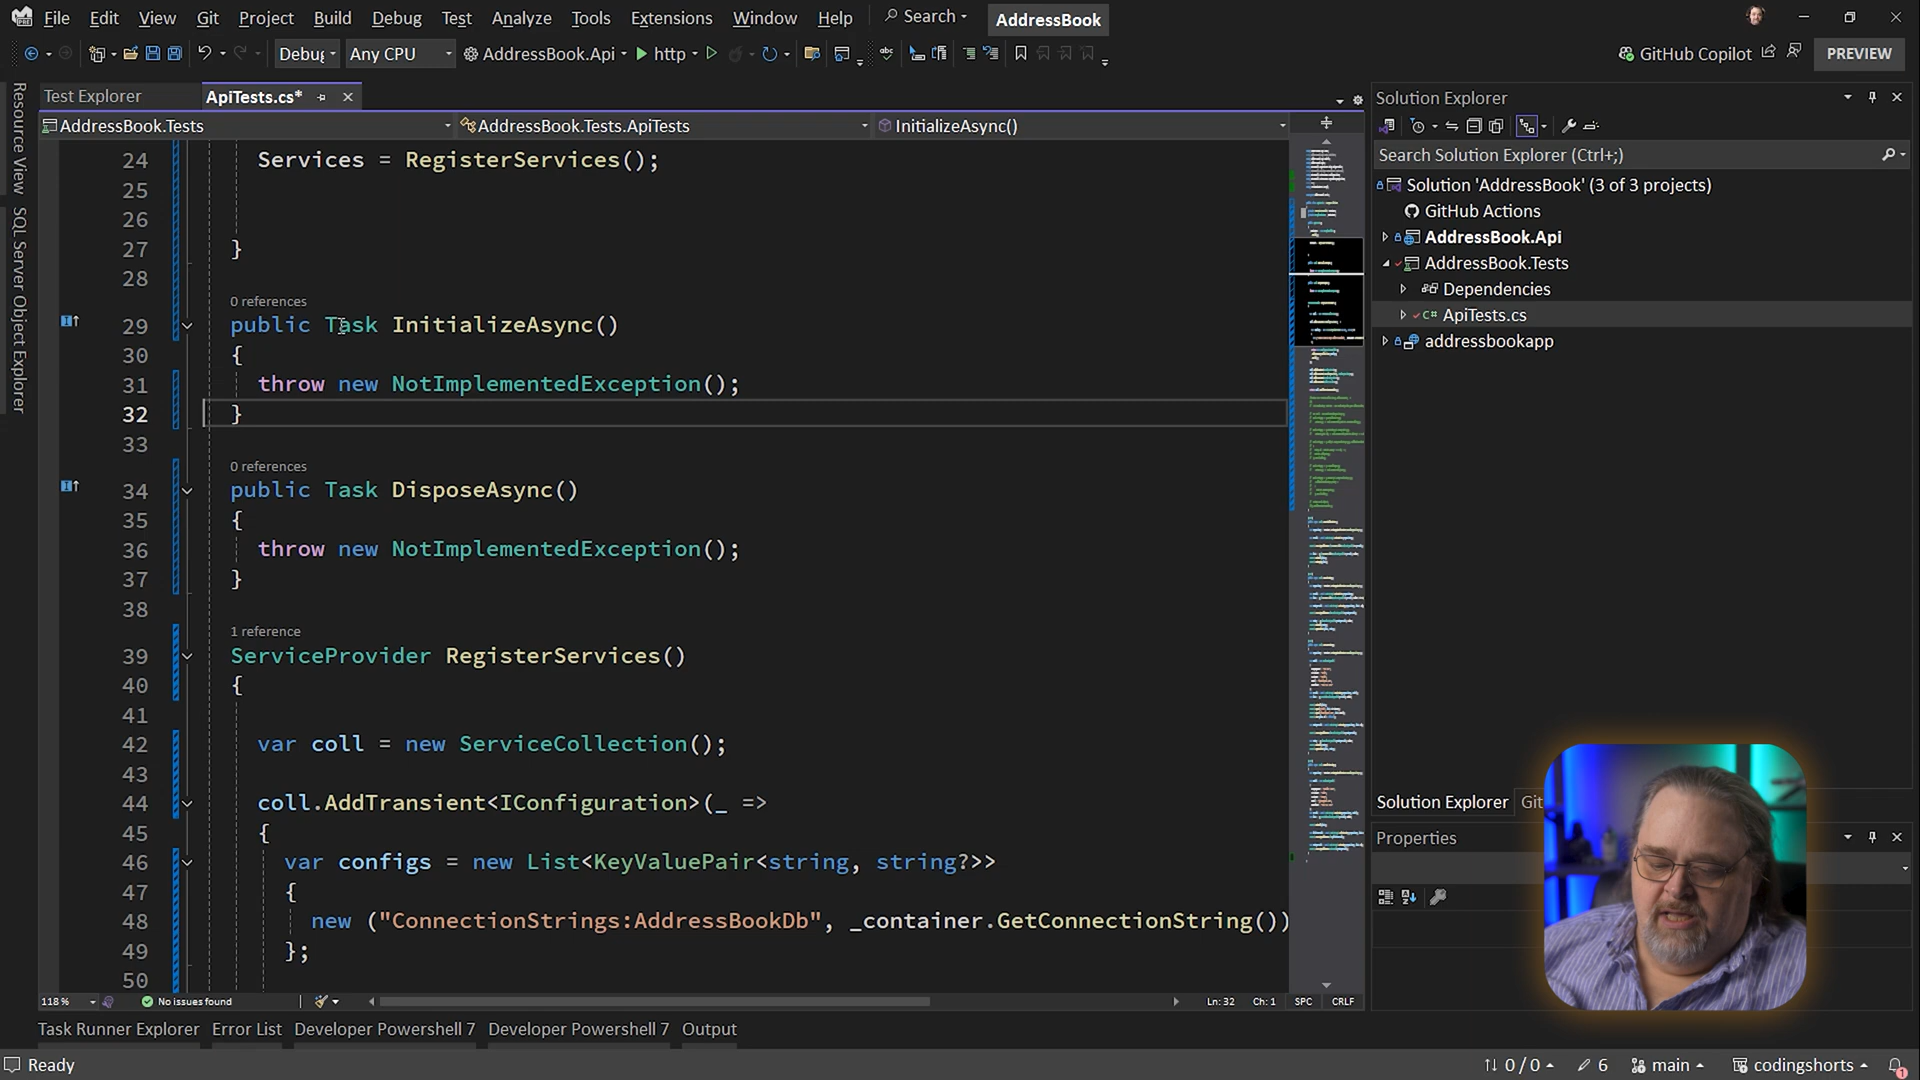 File Edit View Git Project Build Debug Test Analyze Tools Extensions Window Help Search AddressBook
Debug Any CPU AddressBook.Api http GitHub Copilot PREVIEW
Resource View
SQL Server Object Explorer
Test Explorer ApiTests.cs*
AddressBook.Tests AddressBook.Tests.ApiTests InitializeAsync()
24 Services = RegisterServices();
25
26
27 }
28
0 references
29 public Task InitializeAsync()
30 {
31 throw new NotImplementedException();
32 }
33
0 references
34 public Task DisposeAsync()
35 {
36 throw new NotImplementedException();
37 }
38
1 reference
39 ServiceProvider RegisterServices()
40 {
41
42 var coll = new ServiceCollection();
43
44 coll.AddTransient<IConfiguration>(_ =>
45 {
46 var configs = new List<KeyValuePair<string, string?>>
47 {
48 new ("ConnectionStrings:AddressBookDb", _container.GetConnectionString())
49 };
50
118 % No issues found Ln: 32 Ch: 1 SPC CRLF
Solution Explorer
Search Solution Explorer (Ctrl+;)
Solution 'AddressBook' (3 of 3 projects)
GitHub Actions
AddressBook.Api
AddressBook.Tests
Dependencies
C# ApiTests.cs
addressbookapp
Solution Explorer Git
Properties
Task Runner Explorer Error List Developer Powershell 7 Developer Powershell 7 Output
Ready 0 / 0 6 main codingshorts 1